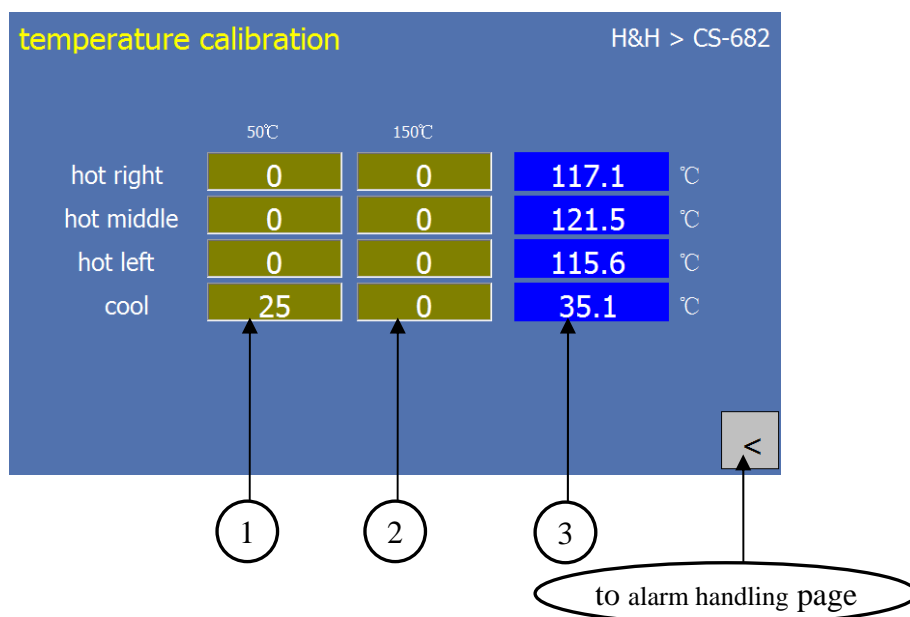 temperature calibration H&H > CS-682
50℃ 150℃
hot right 0 0 117.1 ℃
hot middle 0 0 121.5 ℃
hot left 0 0 115.6 ℃
cool 25 0 35.1 ℃
<
1 2 3
to alarm handling page